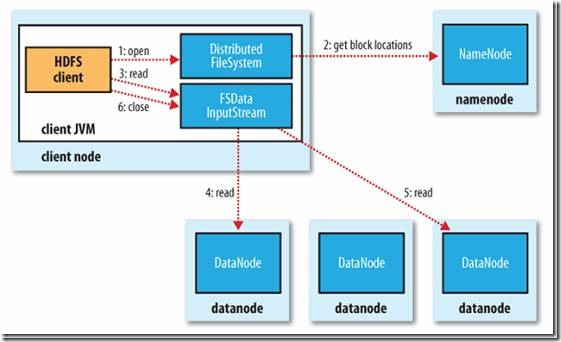 HDFS
client
1: open
3: read
6: close
Distributed
FileSystem
FSData
InputStream
2: get block locations
NameNode
namenode
client JVM
client node
4: read
5: read
DataNode
DataNode
DataNode
datanode
datanode
datanode